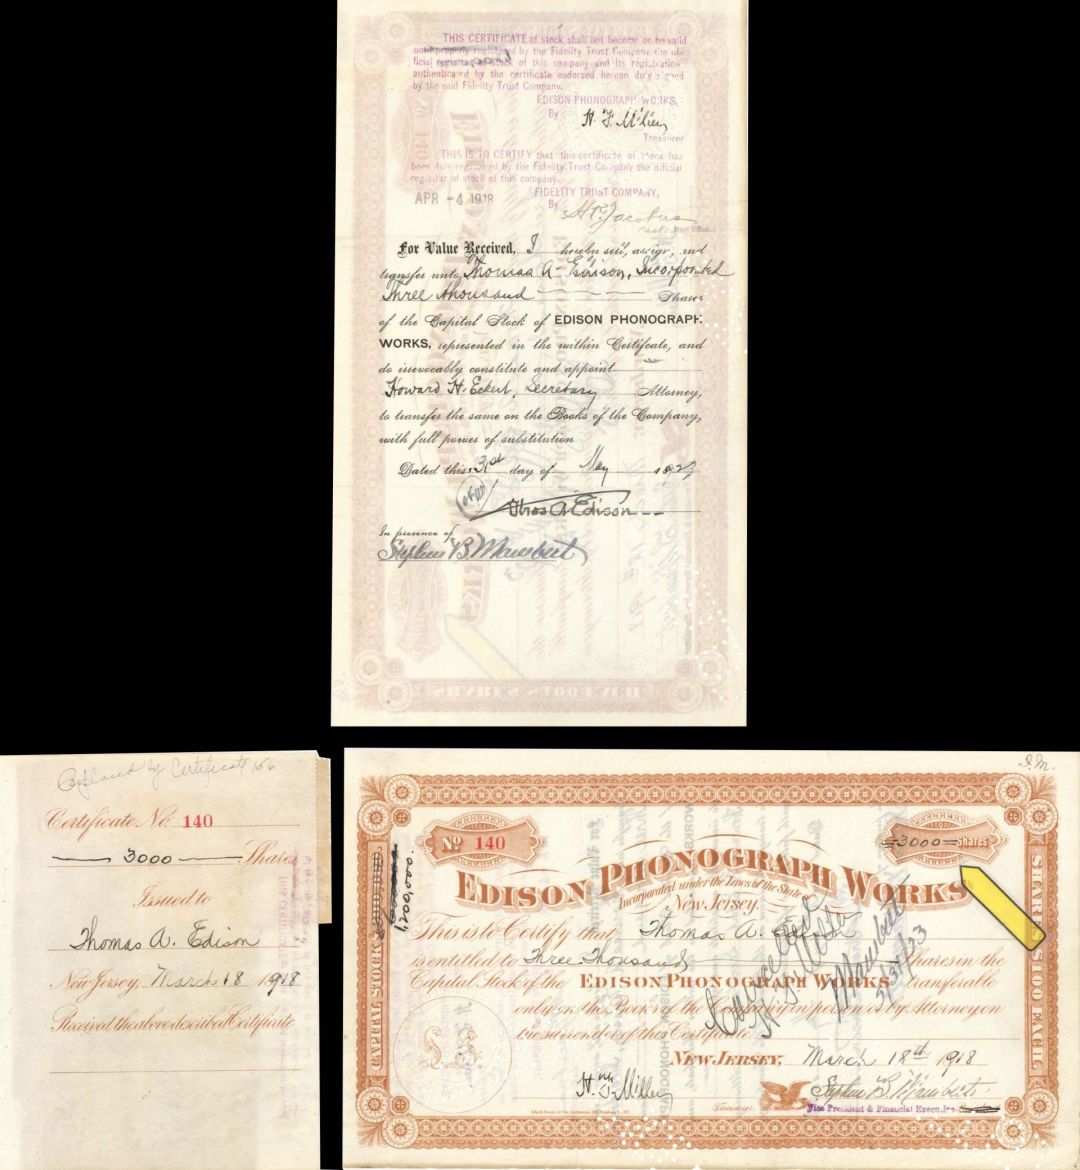 THIS CERTIFICATE of stock shall not become or be valid
until properly registered by the Fidelity Trust Company the of-
ficial registrar of stock of this company and its registration
authenticated by the certificate endorsed hereon duly signed
by the said Fidelity Trust Company.
EDISON PHONOGRAPH WORKS,
By H. F. Miller
Treasurer
THIS IS TO CERTIFY that this certificate of stock has
been duly registered by the Fidelity Trust Company the official
registrar of stock of this company.
APR -4 1918
FIDELITY TRUST COMPANY,
By
Jacobus
For Value Received, I hereby sell, assign, and
transfer unto Thomas A. Edison, Incorporated
Three thousand Shares
of the Capital Stock of EDISON PHONOGRAPH
WORKS, represented in the within Certificate, and
do irrevocably constitute and appoint
Howard H. Eckert, Secretary Attorney,
to transfer the same on the Books of the Company,
with full power of substitution
Dated this 31st day of May 1923
Thos A Edison
In presence of
Stephen B. Mambert
by Certificate 156
Certificate No. 140
3000 Shares
Issued to
Thomas A. Edison
New Jersey, March 18 1918
Received the above described Certificate
I.M.
No 140
3000 Shares
EDISON PHONOGRAPH WORKS
Incorporated under the Laws of the State of
New Jersey.
This is to Certify that Thomas A. Edison
is entitled to Three Thousand Shares in the
Capital Stock of the EDISON PHONOGRAPH WORKS transferable
only on the Books of the Company in person or by Attorney on
the surrender of this Certificate.
Cancelled
Mambert
5/31/23
NEW JERSEY, March 18th 1918
H. F. Miller
Treasurer.
Stephen B. Mambert
Vice President & Financial Executive
CAPITAL STOCK
SHARES $100 EACH